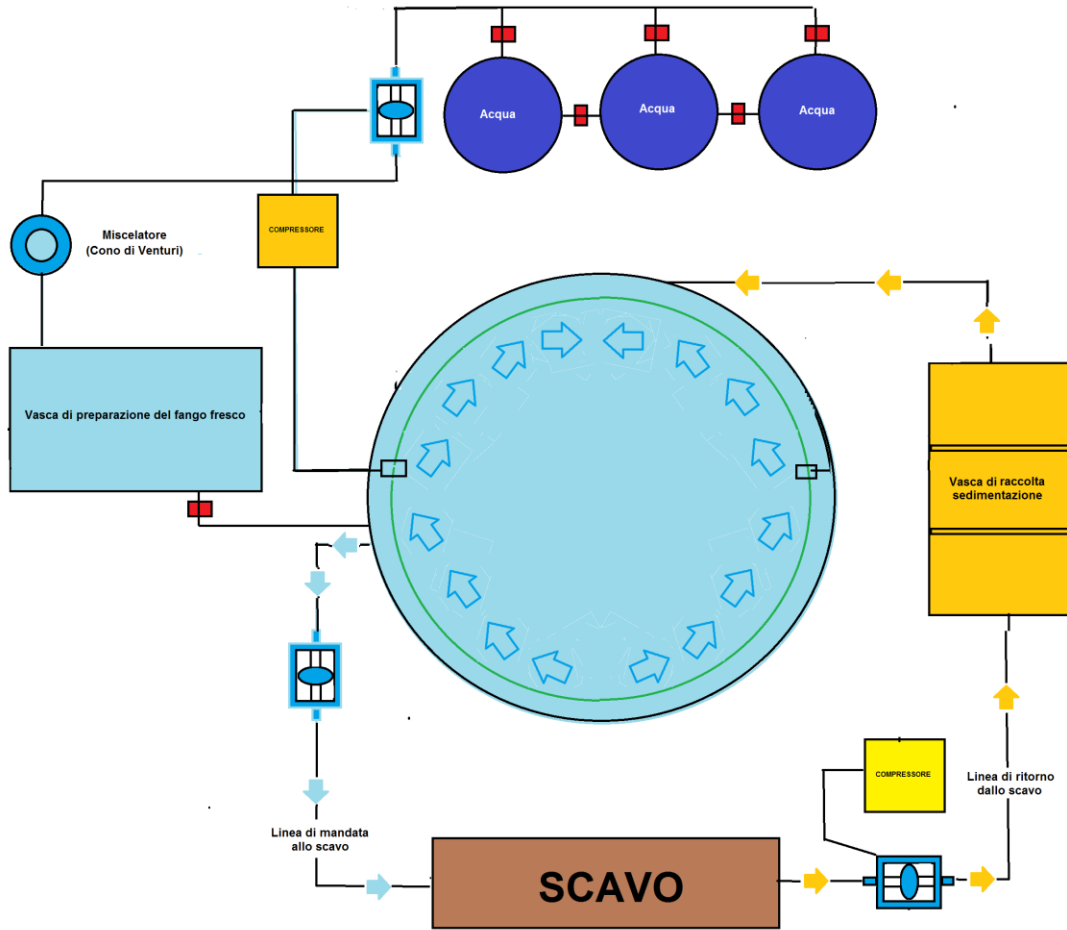 Acqua
Acqua
Acqua
Miscelatore
(Cono di Venturi)
COMPRESSORE
Vasca di preparazione del fango fresco
Vasca di raccolta
sedimentazione
COMPRESSORE
Linea di ritorno
dallo scavo
Linea di mandata
allo scavo
SCAVO